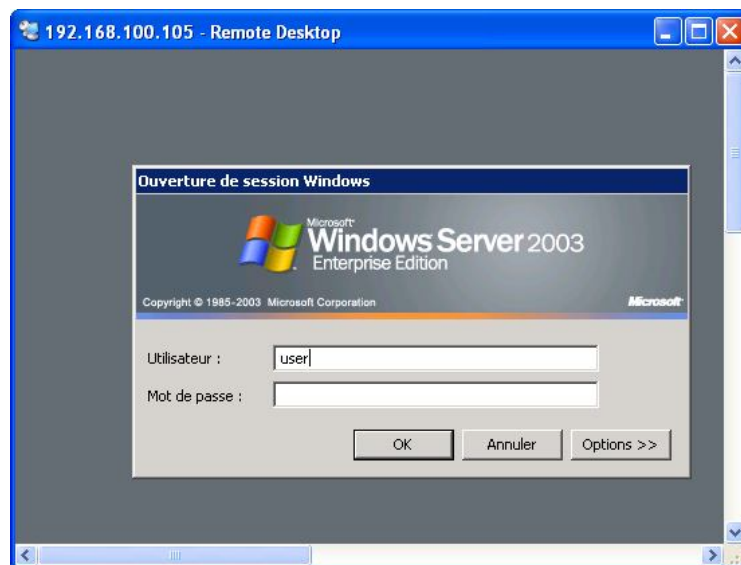 192.168.100.105 - Remote Desktop
Ouverture de session Windows
Microsoft
Windows Server 2003
Enterprise Edition
Copyright © 1985-2003 Microsoft Corporation
Microsoft
Utilisateur :
user
Mot de passe :
OK
Annuler
Options >>